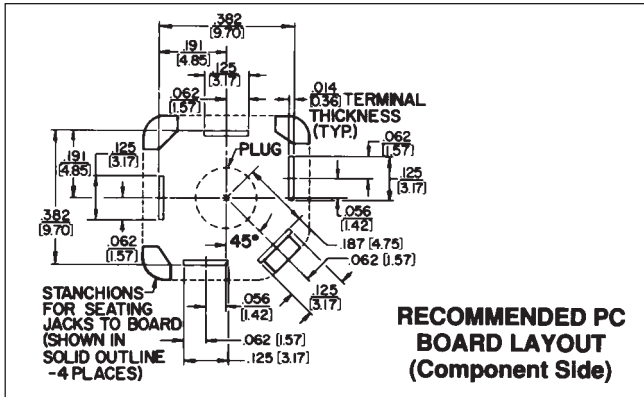 .382
[9.70]
.191
[4.85]
.125
[3.17]
.062
[1.57]
.014
[0.36]
TERMINAL
THICKNESS
(TYP.)
.062
[1.57]
.125
[3.17]
PLUG
.191
[4.85]
.125
[3.17]
.382
[9.70]
.056
[1.42]
.187 [4.75]
.062 [1.57]
45°
.062
[1.57]
.125
[3.17]
STANCHIONS
FOR SEATING
JACKS TO BOARD
(SHOWN IN
SOLID OUTLINE
-4 PLACES)
.056
[1.42]
.062 [1.57]
.125 [3.17]
RECOMMENDED PC
BOARD LAYOUT
(Component Side)